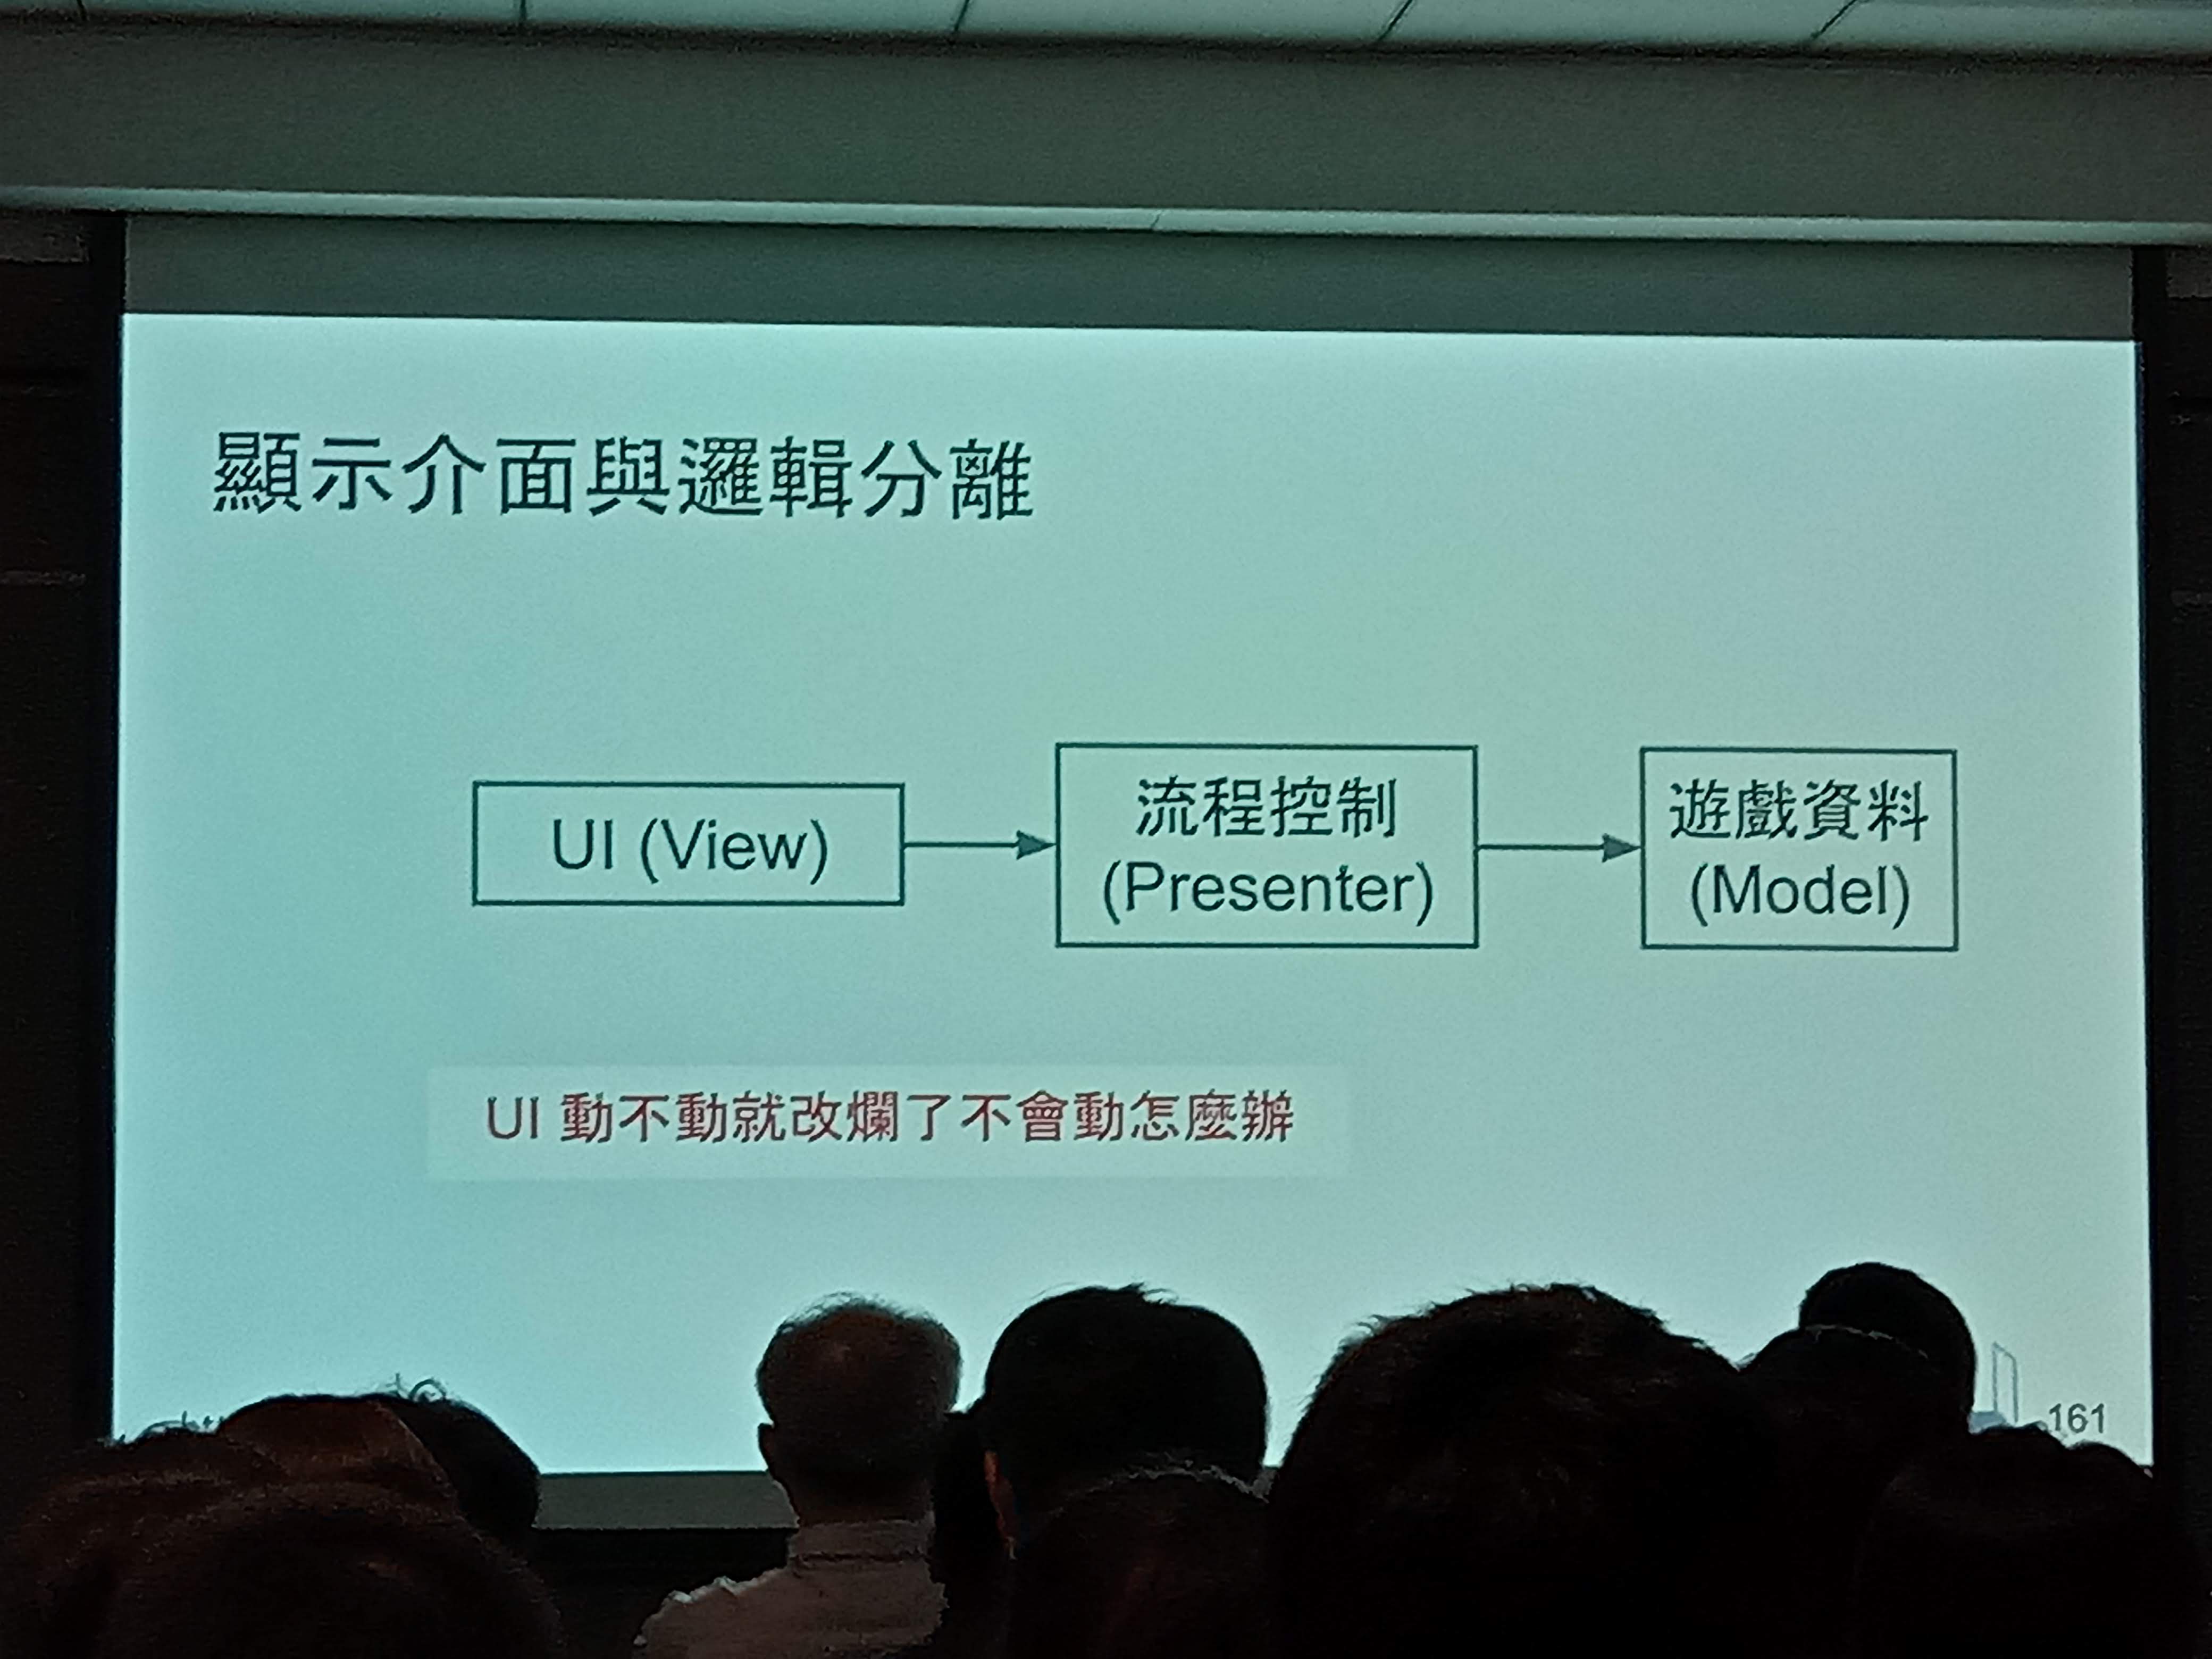 顯示介面與邏輯分離
UI (View)
流程控制
(Presenter)
遊戲資料
(Model)
UI 動不動就改爛了不會動怎麼辦
161